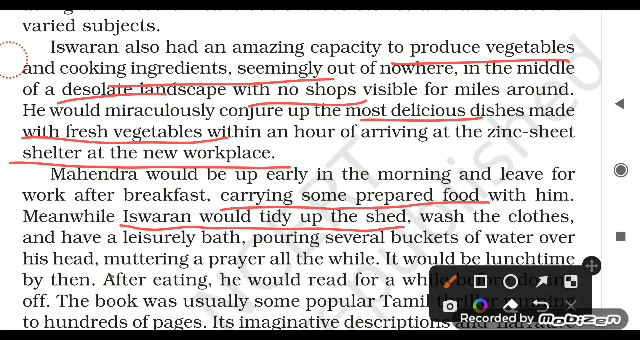 varied subjects.
Iswaran also had an amazing capacity to produce vegetables
and cooking ingredients, seemingly out of nowhere, in the middle
of a desolate landscape with no shops visible for miles around.
He would miraculously conjure up the most delicious dishes made
with fresh vegetables within an hour of arriving at the zinc-sheet
shelter at the new workplace.
Mahendra would be up early in the morning and leave for
work after breakfast, carrying some prepared food with him.
Meanwhile Iswaran would tidy up the shed, wash the clothes,
and have a leisurely bath, pouring several buckets of water over
his head, muttering a prayer all the while. It would be lunchtime
by then. After eating, he would read for a while before
off. The book was usually some popular Tamil
to hundreds of pages. Its imaginative descriptions and narrative
Recorded by Mobizen